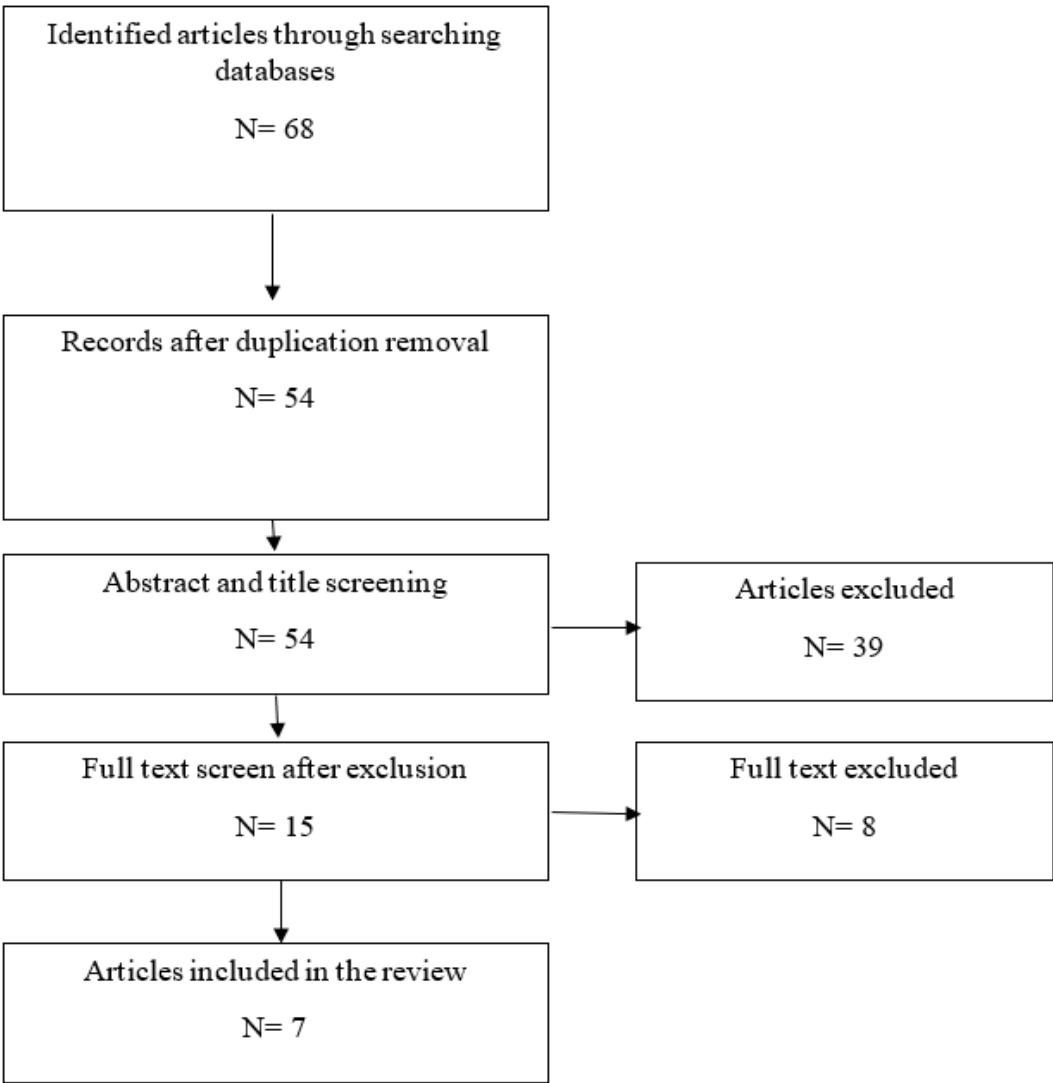 Identified articles through searching
databases
N= 68
Records after duplication removal
N= 54
Abstract and title screening
N= 54
Articles excluded
N= 39
Full text screen after exclusion
N= 15
Full text excluded
N= 8
Articles included in the review
N= 7